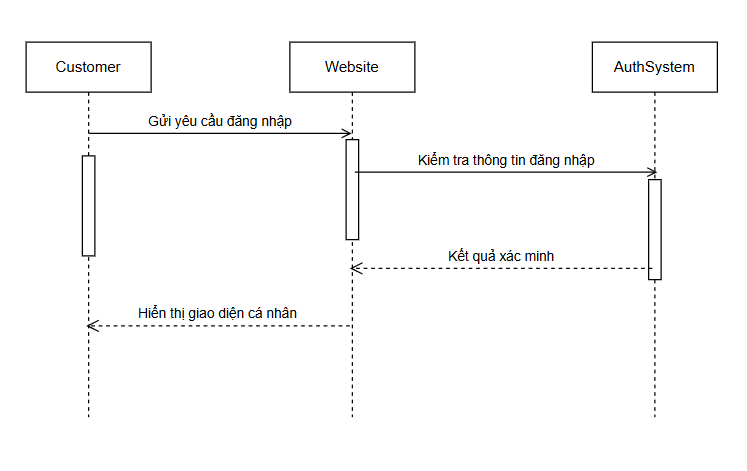 Customer
Website
AuthSystem
Gửi yêu cầu đăng nhập
Kiểm tra thông tin đăng nhập
Kết quả xác minh
Hiển thị giao diện cá nhân